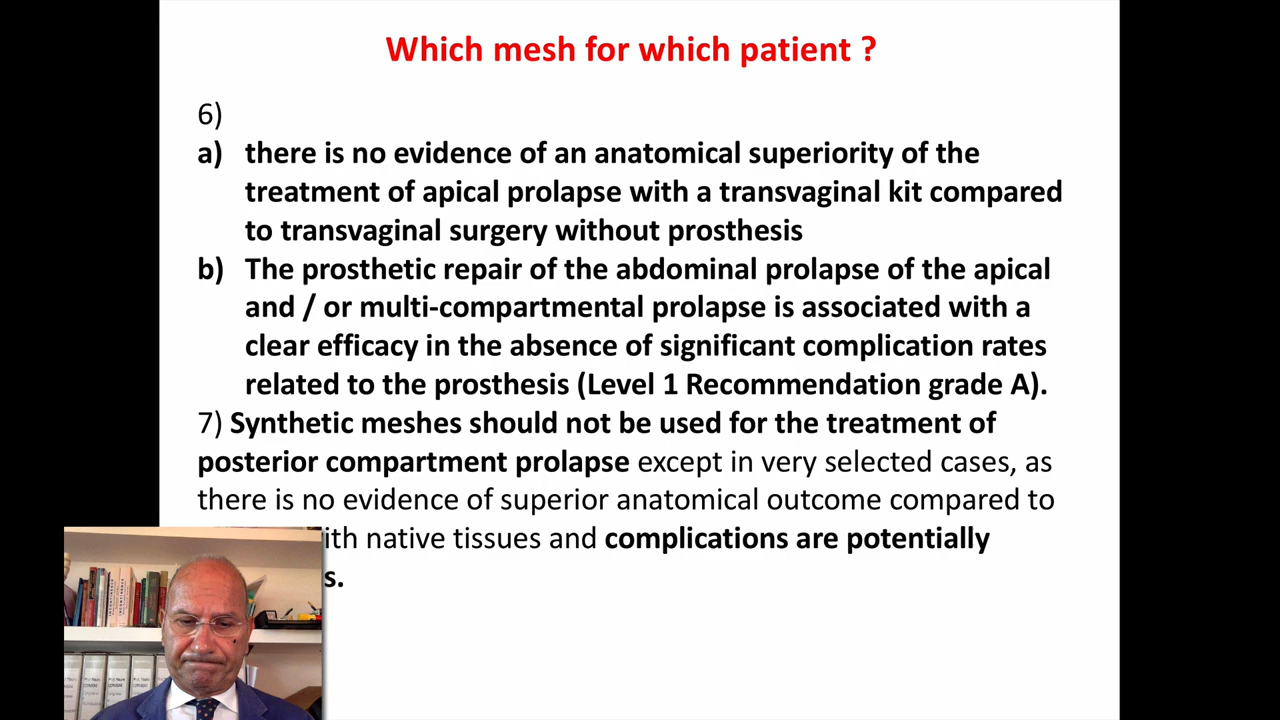 Which mesh for which patient ?
6)
a) there is no evidence of an anatomical superiority of the
treatment of apical prolapse with a transvaginal kit compared
to transvaginal surgery without prosthesis
b) The prosthetic repair of the abdominal prolapse of the apical
and / or multi-compartmental prolapse is associated with a
clear efficacy in the absence of significant complication rates
related to the prosthesis (Level 1 Recommendation grade A).
7) Synthetic meshes should not be used for the treatment of
posterior compartment prolapse except in very selected cases, as
there is no evidence of superior anatomical outcome compared to
ith native tissues and complications are potentially
s.